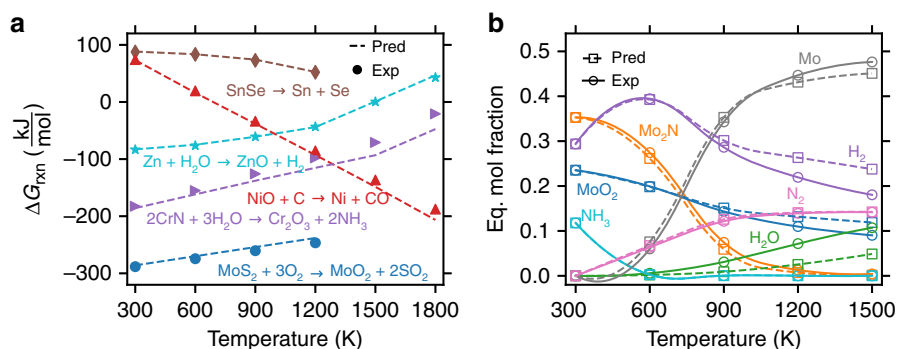 a
100
0
−100
−200
−300
ΔG_rxn (kJ/mol)
300 600 900 1200 1500 1800
Temperature (K)
Pred
Exp
SnSe → Sn + Se
Zn + H₂O → ZnO + H₂
NiO + C → Ni + CO
2CrN + 3H₂O → Cr₂O₃ + 2NH₃
MoS₂ + 3O₂ → MoO₂ + 2SO₂
b
0.5
0.4
0.3
0.2
0.1
0.0
Eq. mol fraction
300 600 900 1200 1500
Temperature (K)
Pred
Exp
Mo
Mo₂N
H₂
MoO₂
N₂
NH₃
H₂O